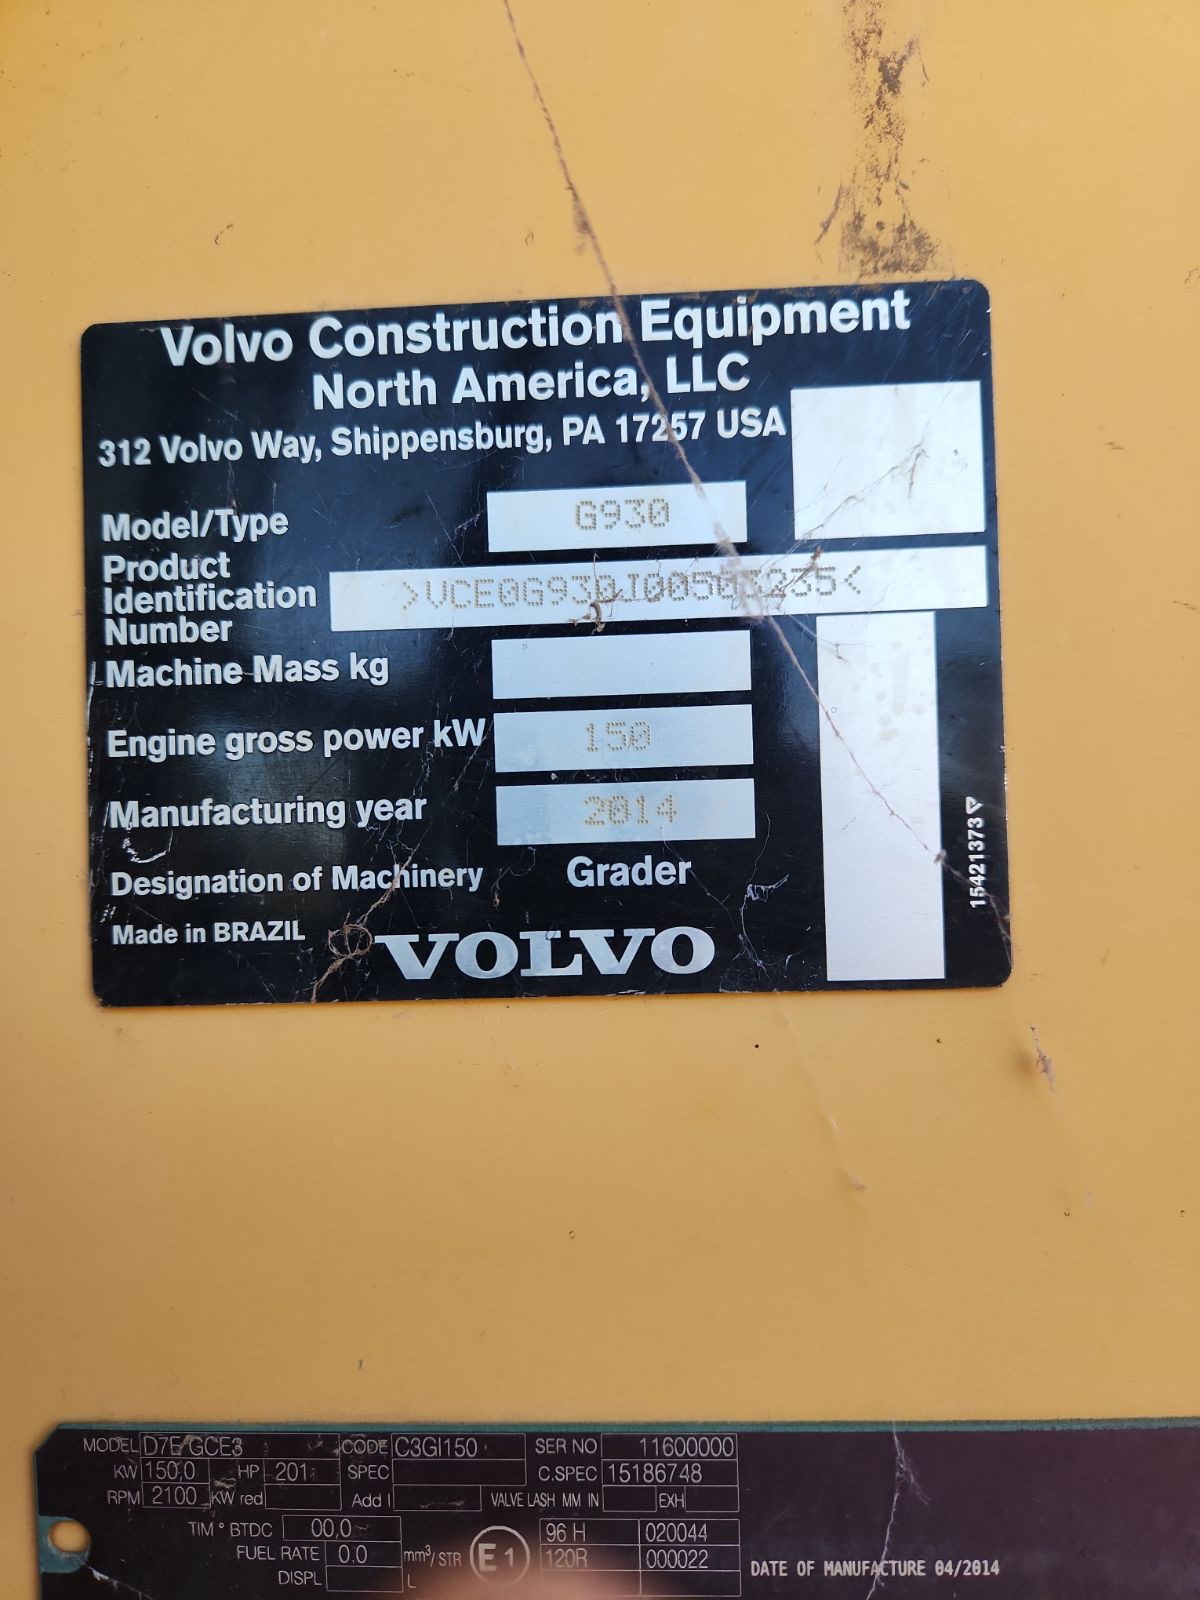 Volvo Construction Equipment
North America, LLC
312 Volvo Way, Shippensburg, PA 17257 USA
Model/Type G930
Product Identification Number >VCE0G930J00503235<
Machine Mass kg
Engine gross power kW 150
Manufacturing year 2014
Designation of Machinery Grader
Made in BRAZIL
VOLVO
15421373
MODEL D7E GCE3 CODE C3GI150 SER NO 11600000
KW 150,0 HP 201 SPEC C.SPEC 15186748
RPM 2100 KW red Add I VALVE LASH MM IN EXH
TIM ° BTDC 00,0 96 H 020044
FUEL RATE 0.0 mm³/STR E1 120R 000022
DISPL L
DATE OF MANUFACTURE 04/2014